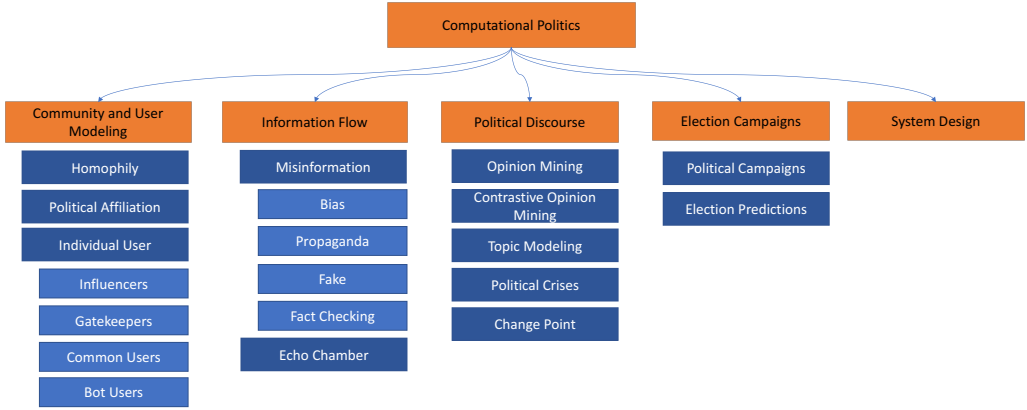 Computational Politics
Community and User
Modeling
Homophily
Political Affiliation
Individual User
Influencers
Gatekeepers
Common Users
Bot Users
Information Flow
Misinformation
Bias
Propaganda
Fake
Fact Checking
Echo Chamber
Political Discourse
Opinion Mining
Contrastive Opinion
Mining
Topic Modeling
Political Crises
Change Point
Election Campaigns
Political Campaigns
Election Predictions
System Design